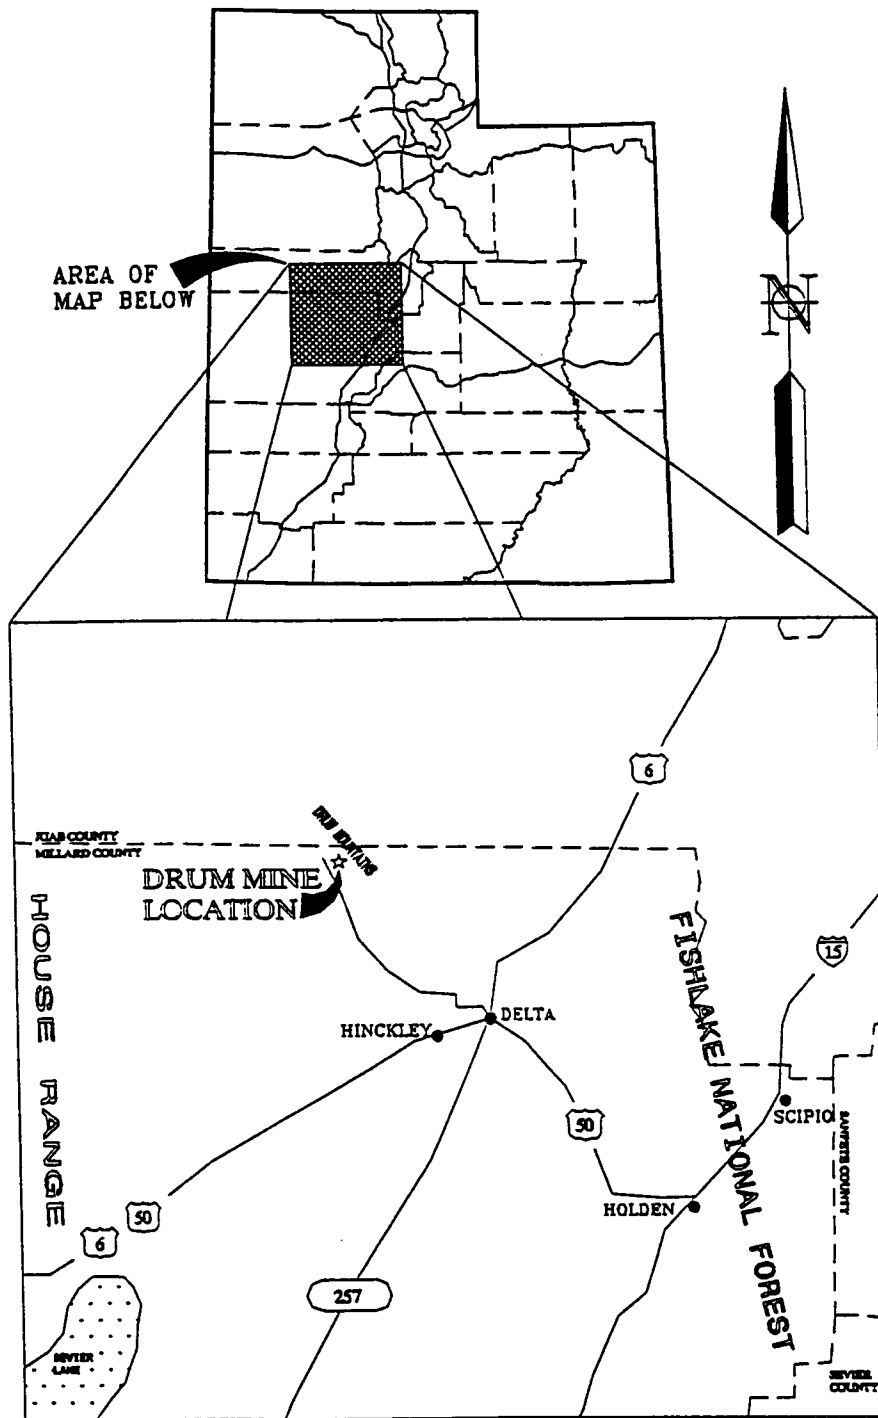 AREA OF
MAP BELOW
N
6
JUAB COUNTY
MILLARD COUNTY
DRUM MOUNTAINS
DRUM MINE
LOCATION
HOUSE RANGE
FISHLAKE NATIONAL FOREST
15
DELTA
HINCKLEY
SCIPIO
50
SANPETE COUNTY
HOLDEN
50
6
257
SEVIER
LAKE
SEVIER
COUNTY